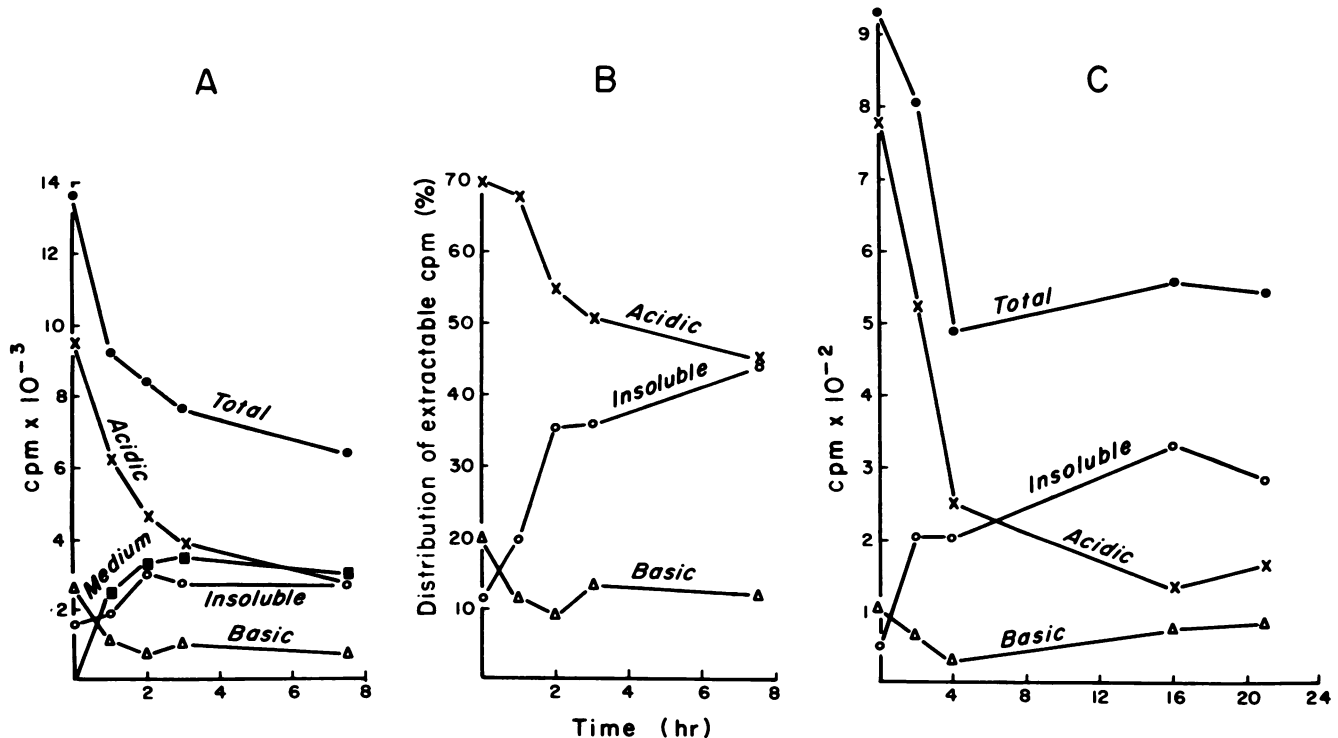 A
cpm x 10⁻³
14
12
10
8
6
4
2
Total
Acidic
Medium
Insoluble
Basic
2
4
6
8
B
Distribution of extractable cpm (%)
70
60
50
40
30
20
10
Acidic
Insoluble
Basic
2
4
6
8
Time (hr)
C
cpm x 10⁻²
9
8
7
6
5
4
3
2
1
Total
Insoluble
Acidic
Basic
4
8
12
16
20
24